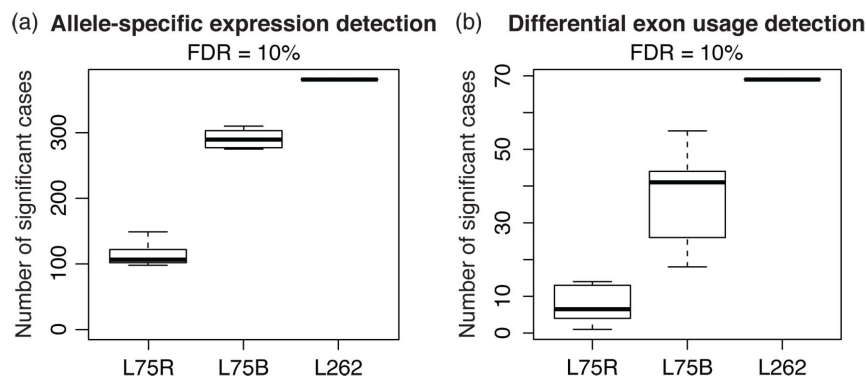 (a) Allele-specific expression detection
FDR = 10%
Number of significant cases
0
100
200
300
L75R L75B L262
(b) Differential exon usage detection
FDR = 10%
Number of significant cases
0
10
30
50
70
L75R L75B L262